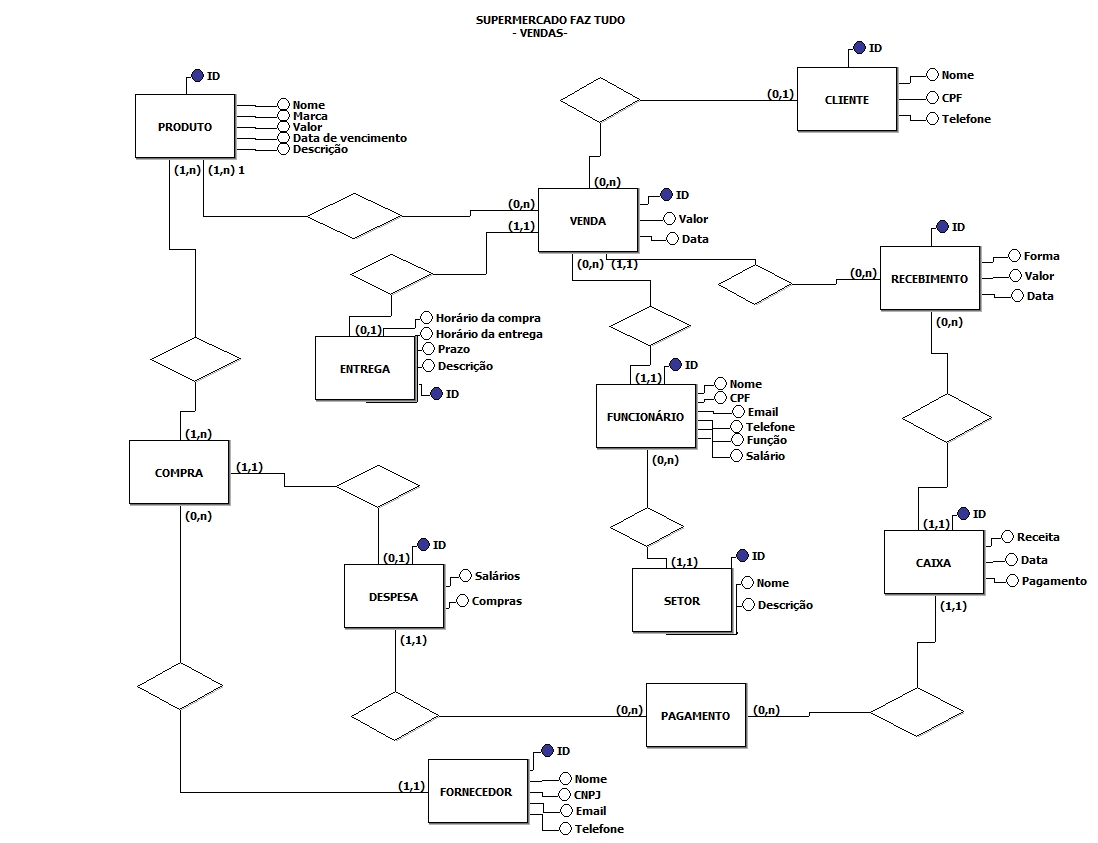 SUPERMERCADO FAZ TUDO
- VENDAS-
ID
ID
PRODUTO
Nome
Marca
Valor
Data de vencimento
Descrição
(1,n)
(1,n) 1
(0,1)
CLIENTE
Nome
CPF
Telefone
(0,n)
(0,n)
(1,1)
VENDA
ID
Valor
Data
(0,n)
(1,1)
(0,n)
RECEBIMENTO
ID
Forma
Valor
Data
(0,n)
(0,1)
ENTREGA
Horário da compra
Horário da entrega
Prazo
Descrição
ID
(1,1)
FUNCIONÁRIO
ID
Nome
CPF
Email
Telefone
Função
Salário
(0,n)
(1,n)
COMPRA
(1,1)
(0,n)
(0,1)
ID
DESPESA
Salários
Compras
(1,1)
(1,1)
ID
SETOR
Nome
Descrição
(1,1)
ID
CAIXA
Receita
Data
Pagamento
(1,1)
(0,n)
PAGAMENTO
(0,n)
(1,1)
FORNECEDOR
ID
Nome
CNPJ
Email
Telefone